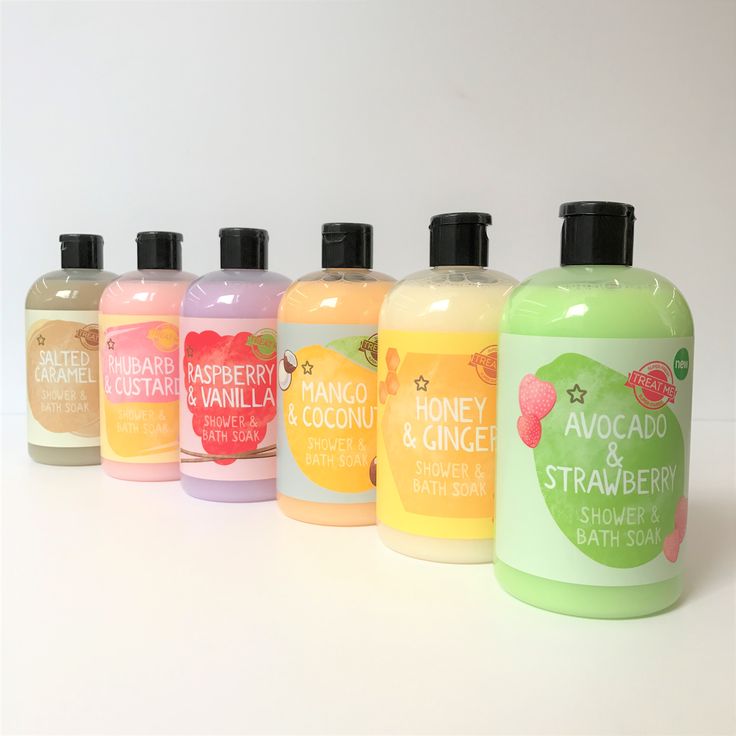 SALTED
CARAMEL
SHOWER &
BATH SOAK
RHUBARB
& CUSTARD
SHOWER &
BATH SOAK
RASPBERRY
& VANILLA
SHOWER &
BATH SOAK
MANGO
& COCONUT
SHOWER &
BATH SOAK
HONEY
& GINGER
SHOWER &
BATH SOAK
new
TREAT ME
AVOCADO
&
STRAWBERRY
SHOWER &
BATH SOAK